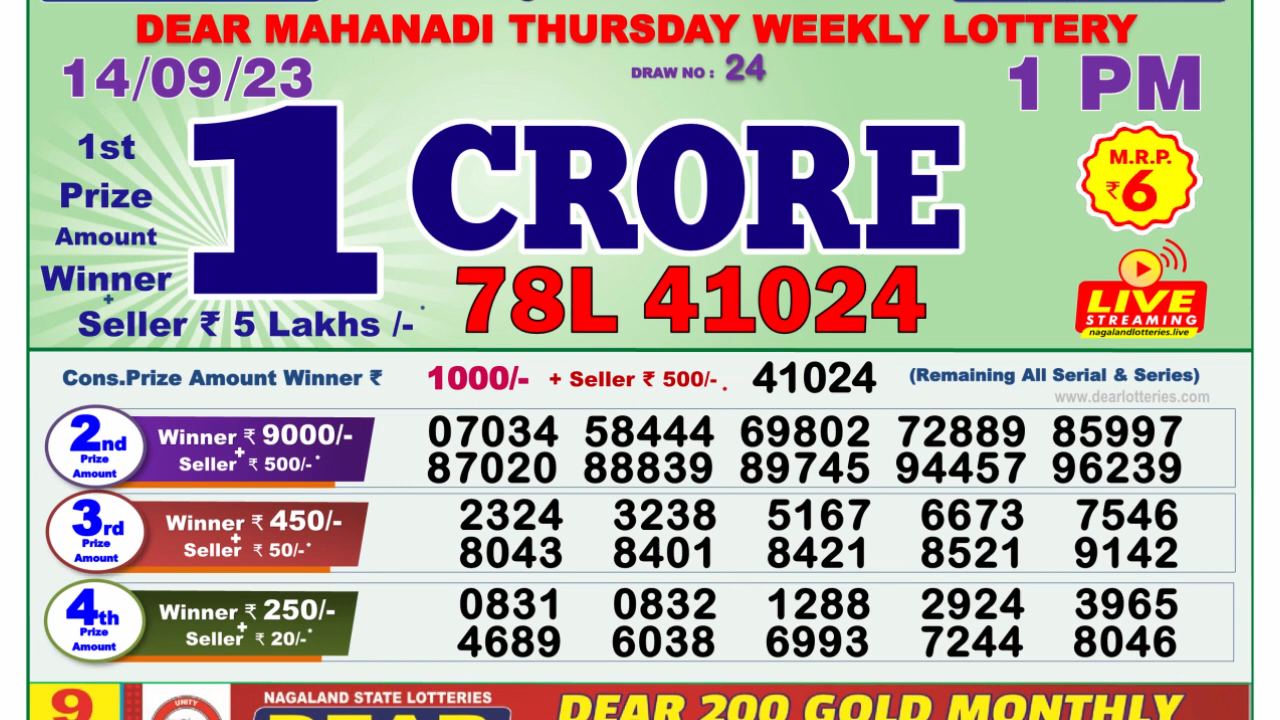 DEAR MAHANADI THURSDAY WEEKLY LOTTERY
14/09/23
DRAW NO : 24
1 PM
1st
Prize
Amount
Winner
+
Seller ₹ 5 Lakhs /- *
1 CRORE
78L 41024
M.R.P.
₹6
LIVE
STREAMING
nagalandlotteries.live
Cons.Prize Amount Winner ₹ 1000/- + Seller ₹ 500/- . 41024 (Remaining All Serial & Series)
www.dearlotteries.com
2nd
Prize
Amount
Winner ₹ 9000/-
+
Seller ₹ 500/- *
07034 58444 69802 72889 85997
87020 88839 89745 94457 96239
3rd
Prize
Amount
Winner ₹ 450/-
+
Seller ₹ 50/- *
2324 3238 5167 6673 7546
8043 8401 8421 8521 9142
4th
Prize
Amount
Winner ₹ 250/-
+
Seller ₹ 20/- *
0831 0832 1288 2924 3965
4689 6038 6993 7244 8046
9
UNITY
NAGALAND STATE LOTTERIES
DEAR
DEAR 200 GOLD MONTHLY